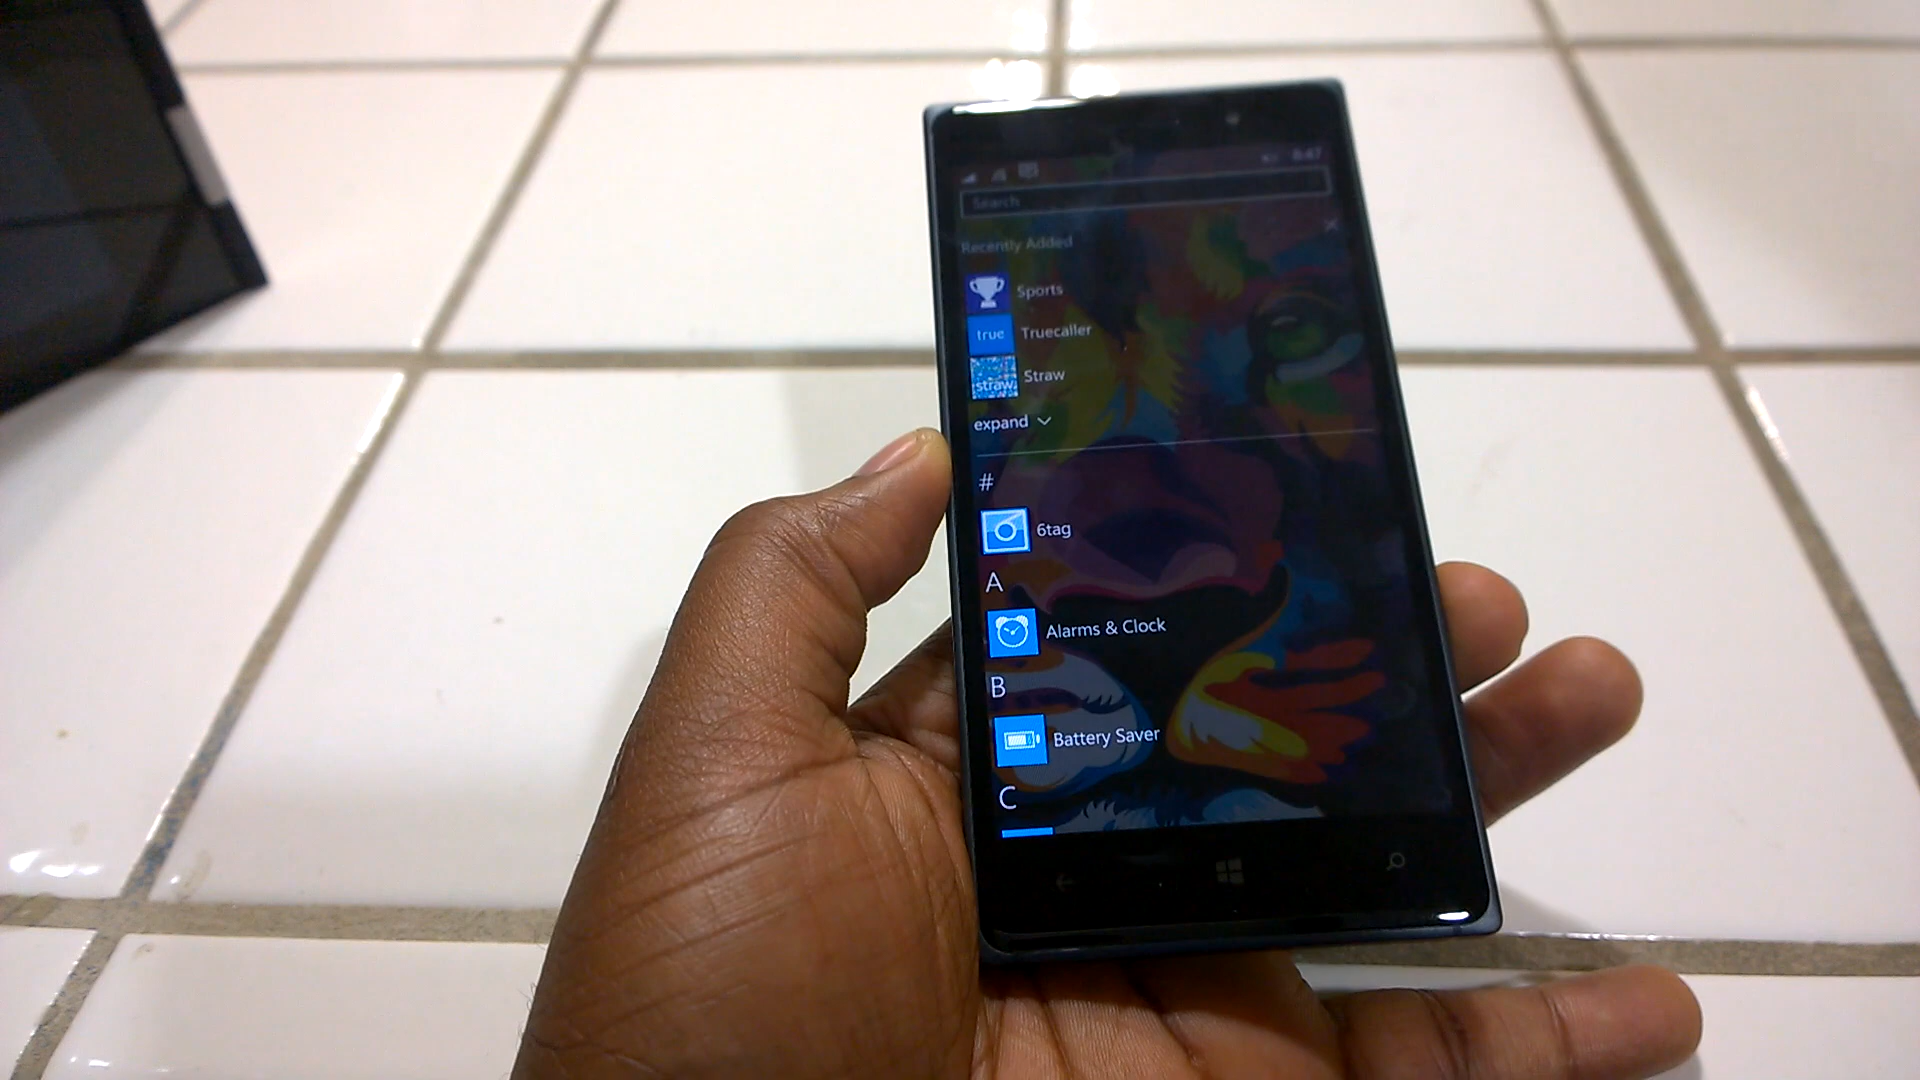 Search
Recently Added
Sports
true
Truecaller
straw
Straw
expand
#
6tag
A
Alarms & Clock
B
Battery Saver
C